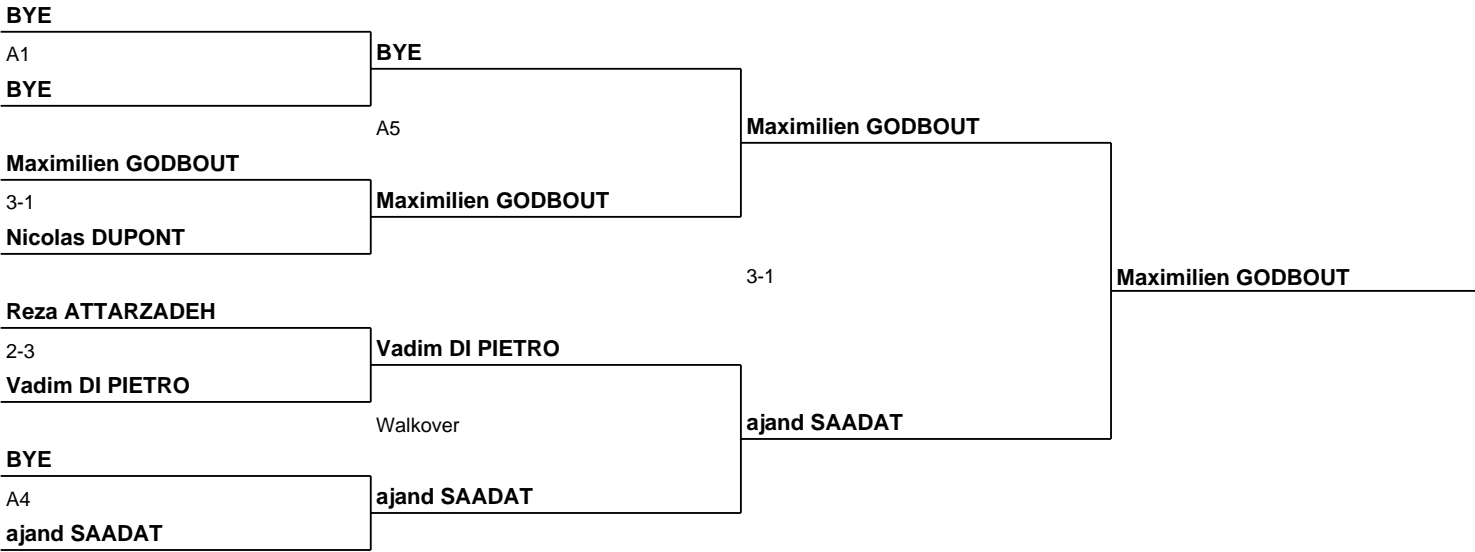 BYE
A1
BYE
BYE
A5
Maximilien GODBOUT
Maximilien GODBOUT
3-1
Maximilien GODBOUT
Nicolas DUPONT
3-1
Maximilien GODBOUT
Reza ATTARZADEH
2-3
Vadim DI PIETRO
Vadim DI PIETRO
Walkover
ajand SAADAT
BYE
A4
ajand SAADAT
ajand SAADAT